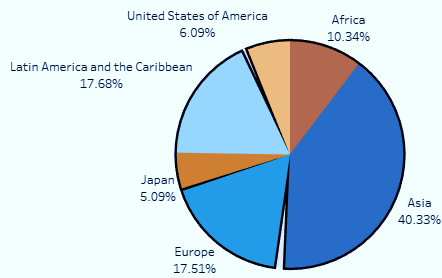 United States of America
6.09%
Africa
10.34%
Latin America and the Caribbean
17.68%
Japan
5.09%
Asia
40.33%
Europe
17.51%